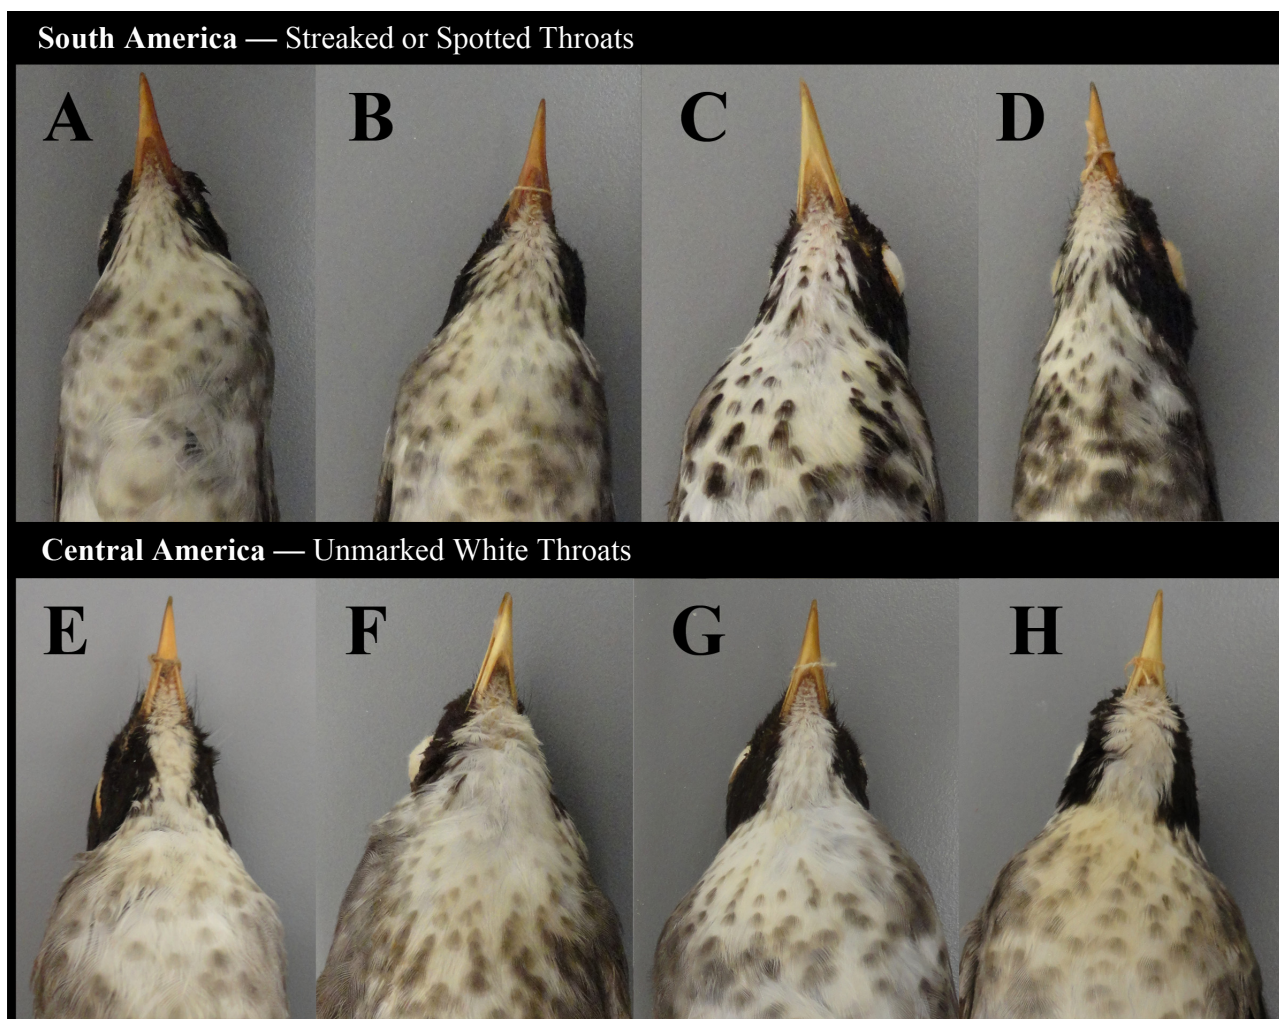 South America — Streaked or Spotted Throats
A B C D
Central America — Unmarked White Throats
E F G H